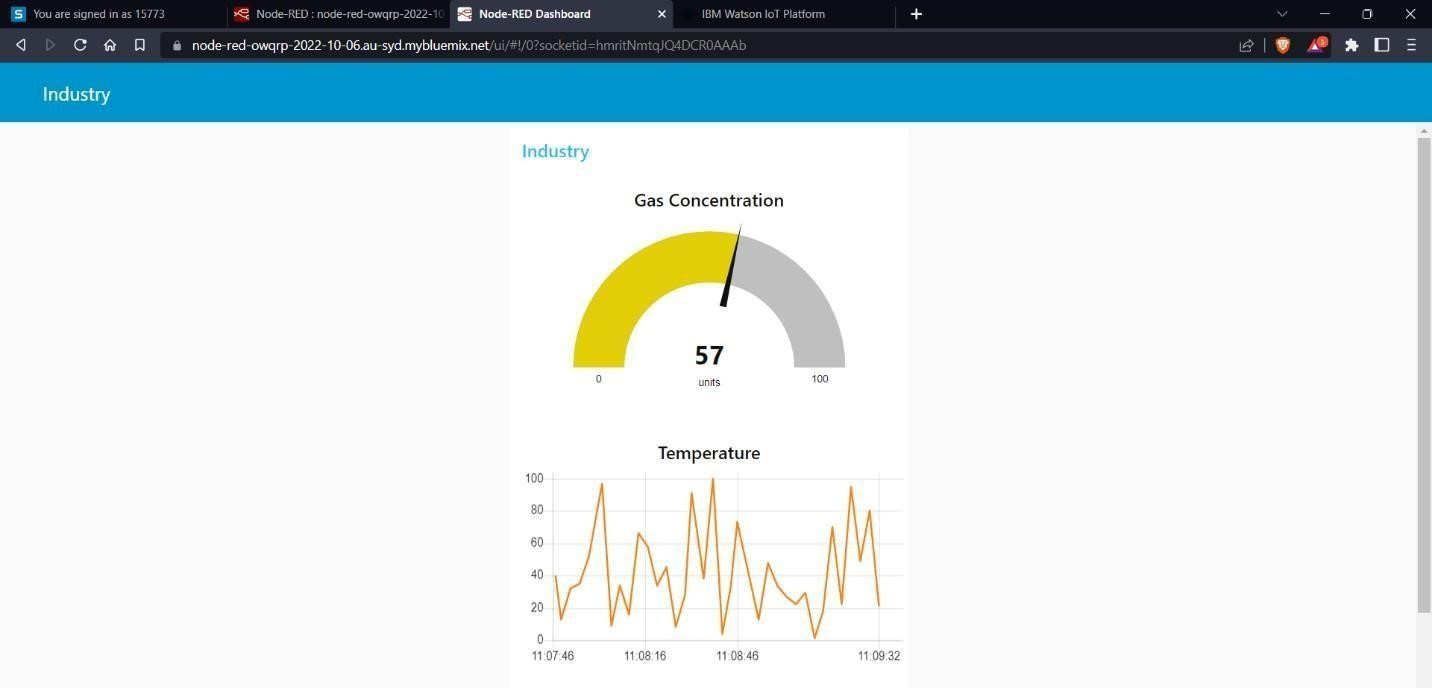 You are signed in as 15773
Node-RED : node-red-owqrp-2022-10
Node-RED Dashboard
IBM Watson IoT Platform
node-red-owqrp-2022-10-06.au-syd.mybluemix.net/ui/#!/0?socketid=hmritNmtqJQ4DCR0AAAb
Industry
Industry
Gas Concentration
57
0 units 100
Temperature
100
80
60
40
20
0
11:07:46 11:08:16 11:08:46 11:09:32